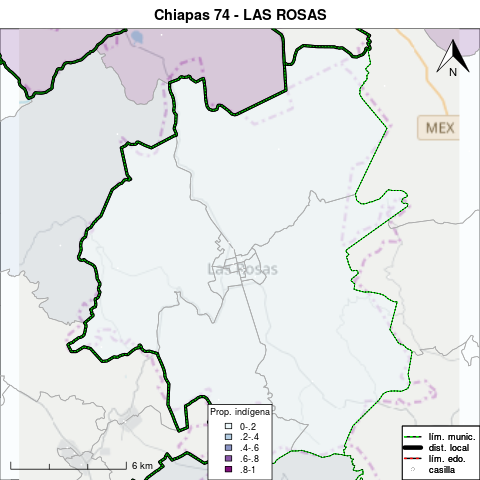 Chiapas 74 - LAS ROSAS
N
MEX
Las Rosas
Prop. indígena
0-.2
.2-.4
.4-.6
.6-.8
.8-1
6 km
lím. munic.
dist. local
lím. edo.
casilla